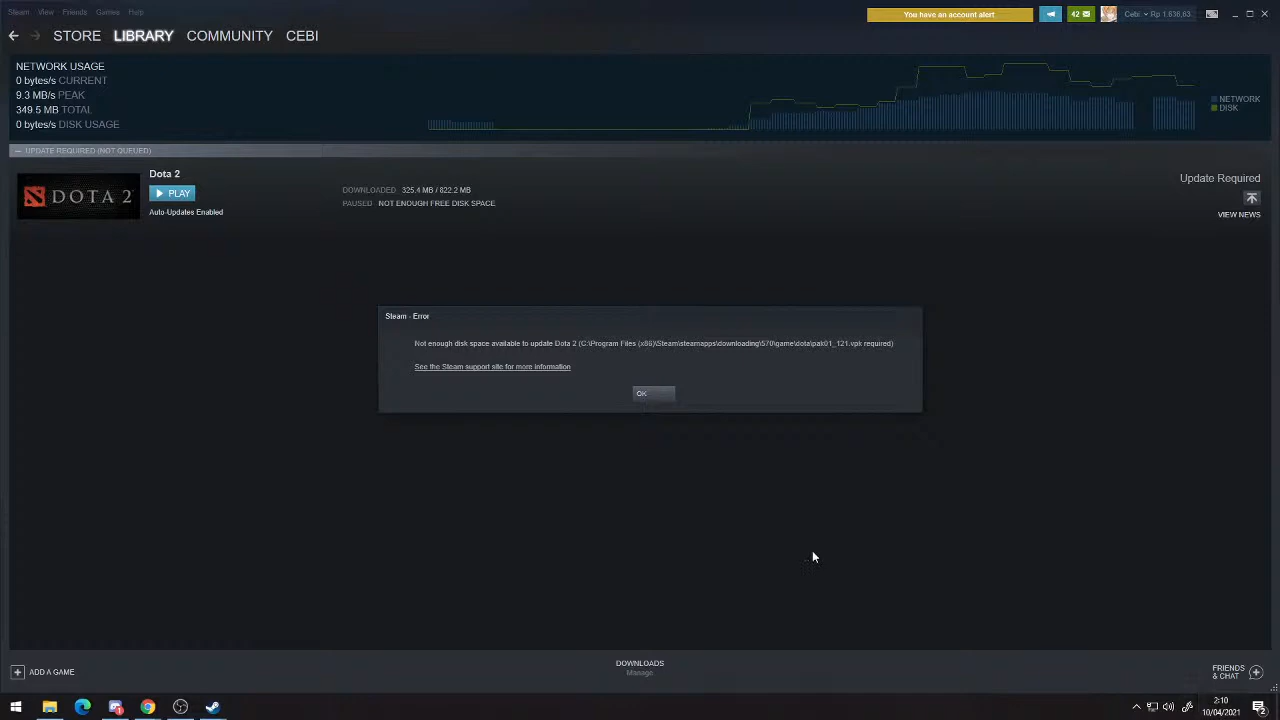 Steam View Friends Games Help
You have an account alert
42
Cebi
Rp 1.636,63
STORE LIBRARY COMMUNITY CEBI
NETWORK USAGE
0 bytes/s CURRENT
9.3 MB/s PEAK
349.5 MB TOTAL
0 bytes/s DISK USAGE
NETWORK
DISK
UPDATE REQUIRED (NOT QUEUED)
DOTA 2
Dota 2
PLAY
Auto-Updates Enabled
DOWNLOADED 325.4 MB / 822.2 MB
PAUSED NOT ENOUGH FREE DISK SPACE
Update Required
VIEW NEWS
Steam - Error
Not enough disk space available to update Dota 2 (C:\Program Files (x86)\Steam\steamapps\downloading\570\game\dota\pak01_121.vpk required)
See the Steam support site for more information
OK
ADD A GAME
DOWNLOADS
Manage
FRIENDS
& CHAT
2:10
10/04/2021
2